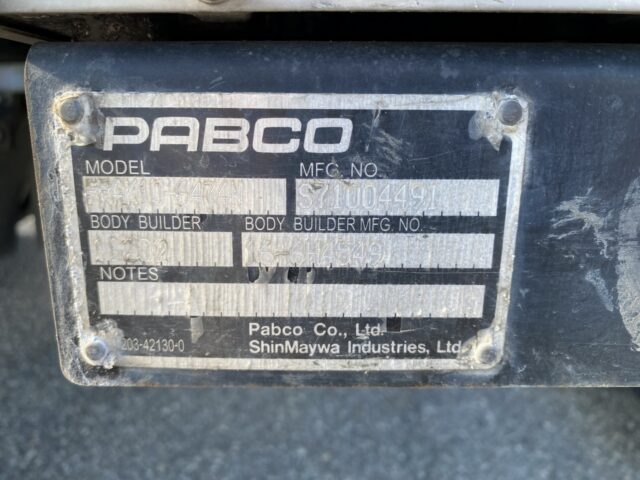 PABCO
MODEL MFG. NO.
S71004491
BODY BUILDER BODY BUILDER MFG. NO.
NOTES
Pabco Co., Ltd.
203-42130-0 ShinMaywa Industries, Ltd.